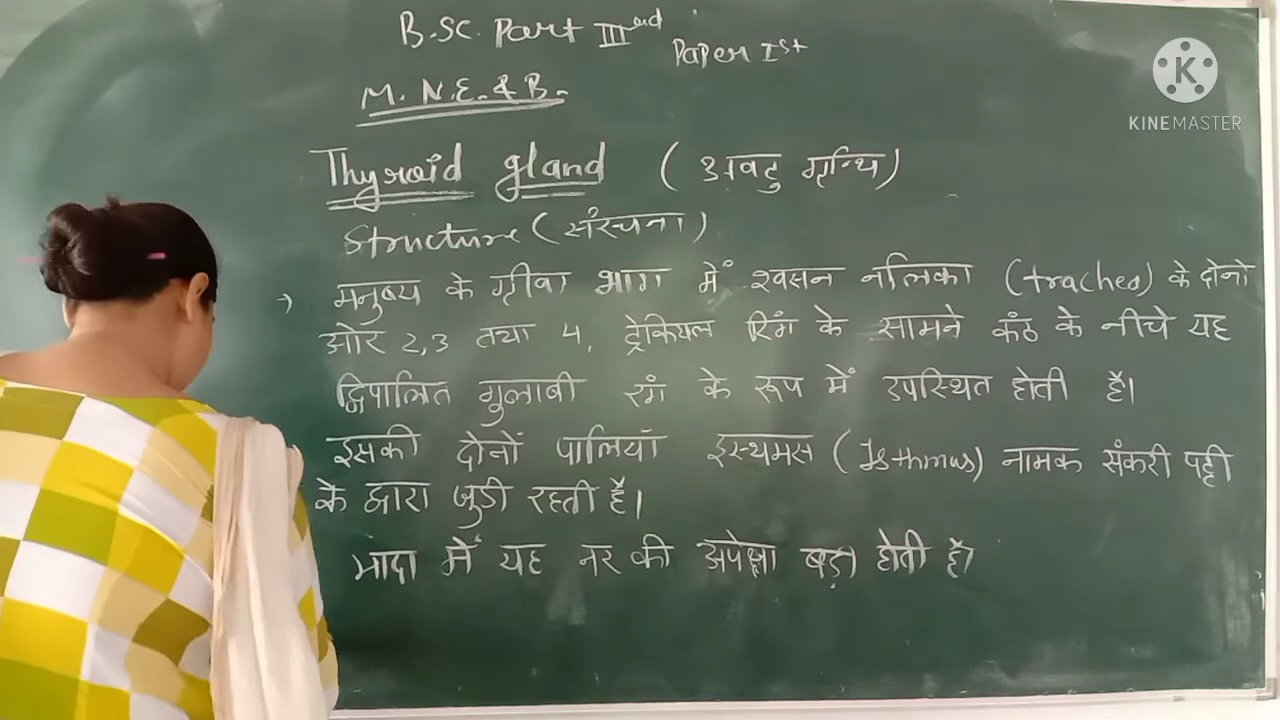 B.Sc. Part IIIrd
Paper Ist
M. N.E. & B.
Thyroid gland (अवटु ग्रन्थि)
Structure (संरचना)
→ मनुष्य के ग्रीवा भाग में श्वसन नलिका (trachea) के दोनो
ओर 2,3 तथा 4, ट्रेकियल रिंग के सामने कंठ के नीचे यह
द्विपालित गुलाबी रंग के रूप में उपस्थित होती है।
इसकी दोनों पालियाँ इस्थमस (Isthmus) नामक संकरी पट्टी
के द्वारा जुडी रहती हैं।
मादा में यह नर की अपेक्षा बड़ी होती है।
KINEMASTER